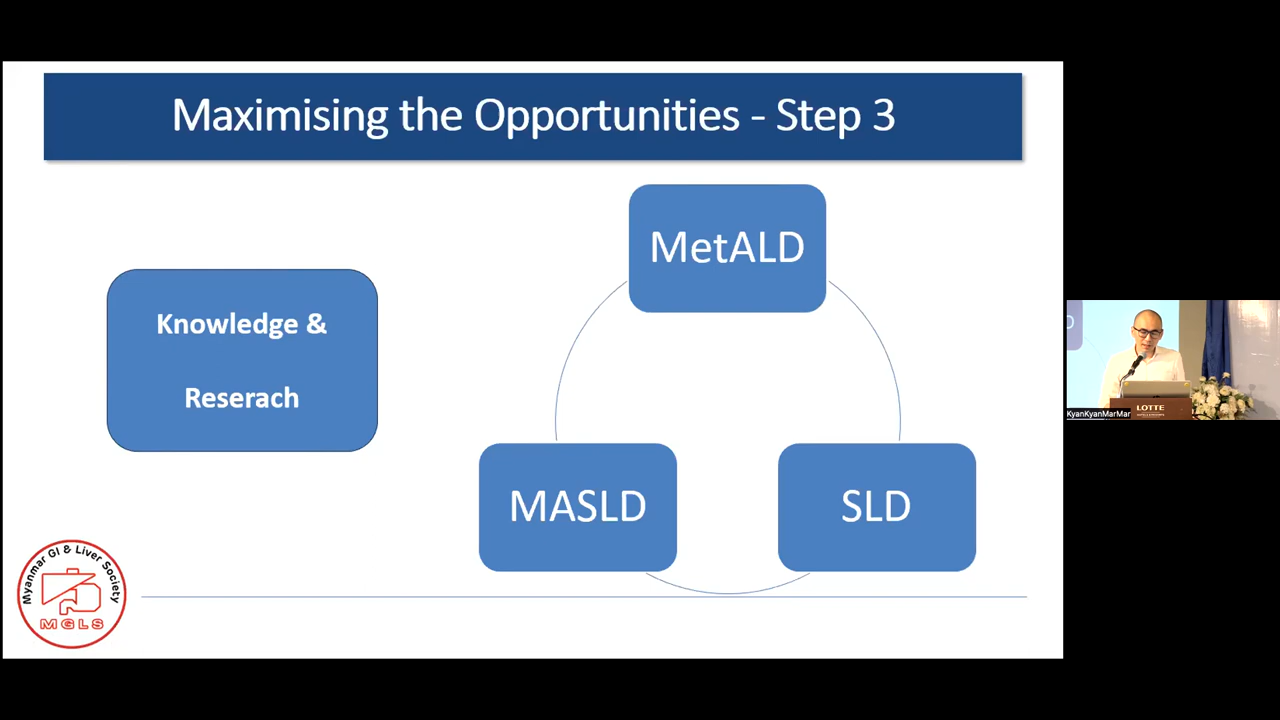 Maximising the Opportunities - Step 3
MetALD
Knowledge &
Reserach
MASLD
SLD
Myanmar GI & Liver Society
MGLS
D
KyanKyanMarMar
LOTTE